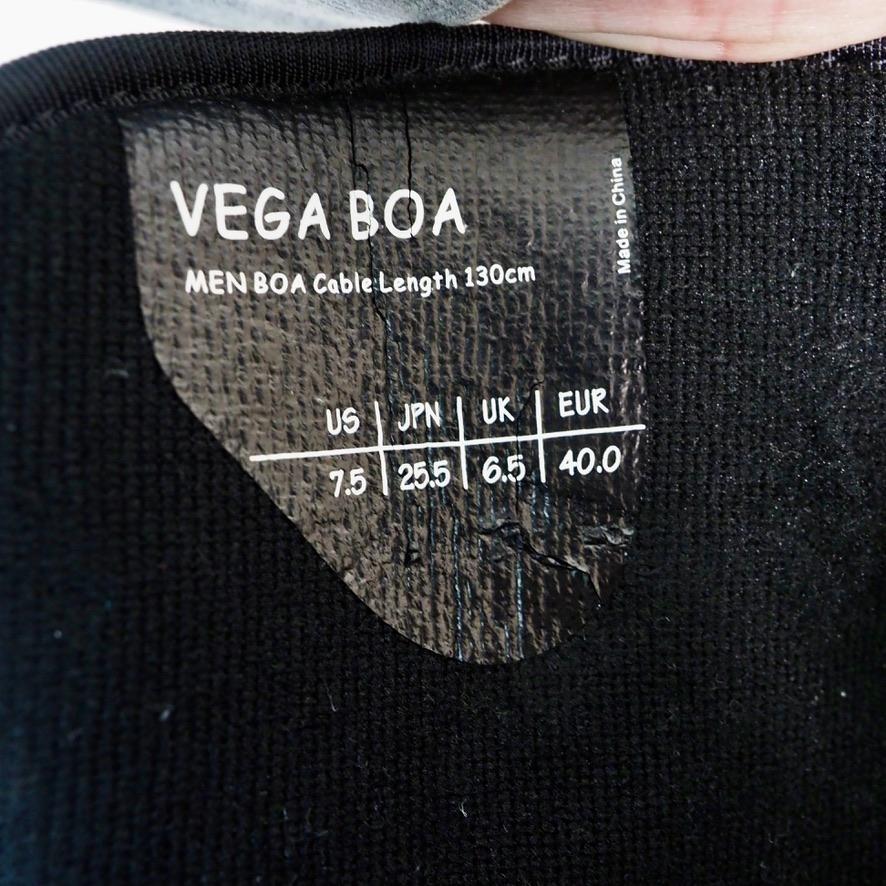 VEGA BOA
MEN BOA Cable Length 130cm
Made in China
US JPN UK EUR
7.5 25.5 6.5 40.0